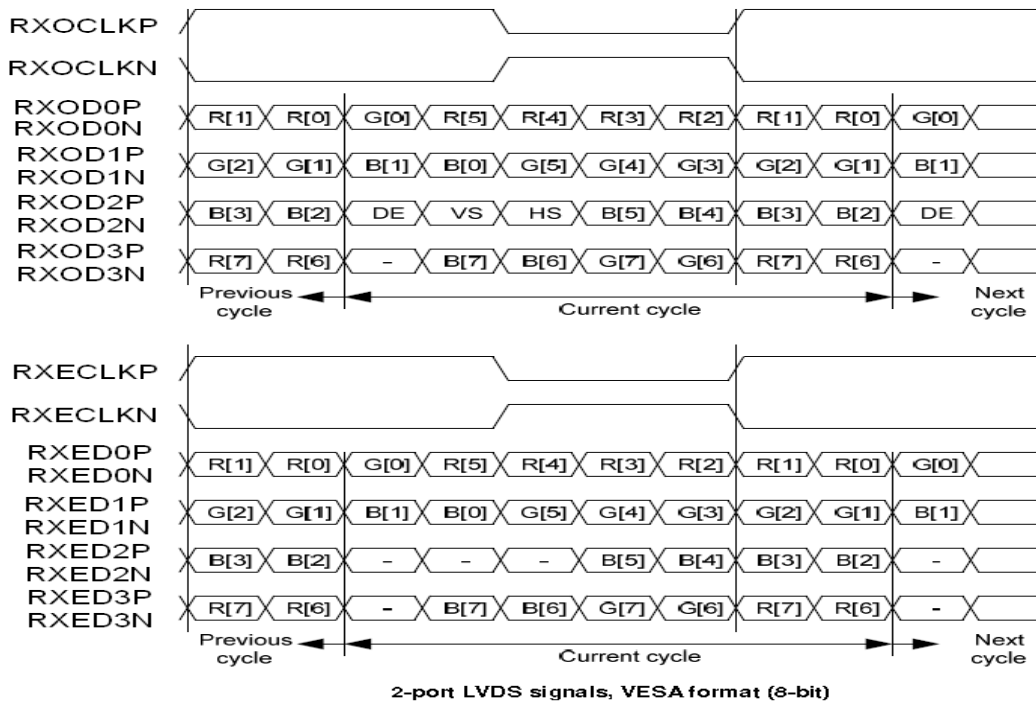 RXOCLKP
RXOCLKN
RXOD0P
RXOD0N
R[1] R[0] G[0] R[5] R[4] R[3] R[2] R[1] R[0] G[0]
RXOD1P
RXOD1N
G[2] G[1] B[1] B[0] G[5] G[4] G[3] G[2] G[1] B[1]
RXOD2P
RXOD2N
B[3] B[2] DE VS HS B[5] B[4] B[3] B[2] DE
RXOD3P
RXOD3N
R[7] R[6] - B[7] B[6] G[7] G[6] R[7] R[6] -
Previous cycle
Current cycle
Next cycle
RXECLKP
RXECLKN
RXED0P
RXED0N
R[1] R[0] G[0] R[5] R[4] R[3] R[2] R[1] R[0] G[0]
RXED1P
RXED1N
G[2] G[1] B[1] B[0] G[5] G[4] G[3] G[2] G[1] B[1]
RXED2P
RXED2N
B[3] B[2] - - - B[5] B[4] B[3] B[2] -
RXED3P
RXED3N
R[7] R[6] - B[7] B[6] G[7] G[6] R[7] R[6] -
Previous cycle
Current cycle
Next cycle
2-port LVDS signals, VESA format (8-bit)